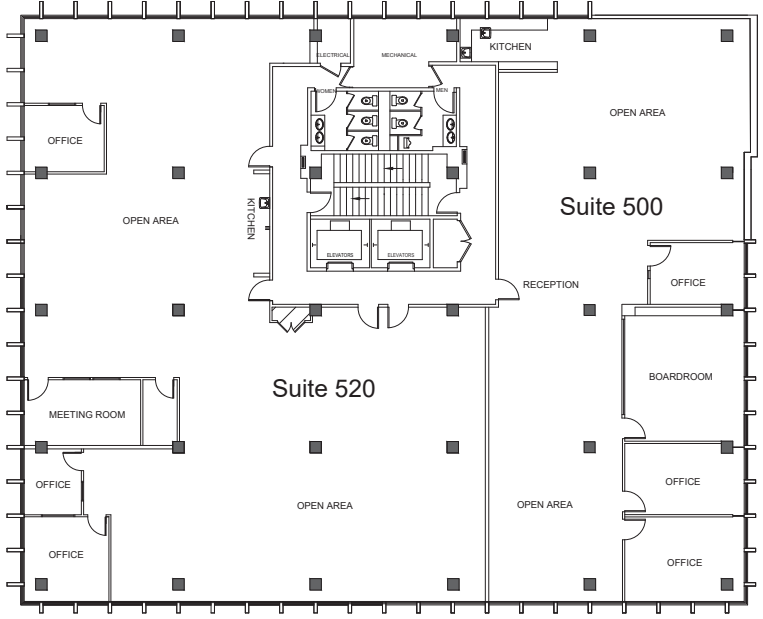 KITCHEN
ELECTRICAL
MECHANICAL
WOMEN
MEN
OPEN AREA
OFFICE
Suite 500
KITCHEN
OPEN AREA
ELEVATORS
ELEVATORS
RECEPTION
OFFICE
BOARDROOM
Suite 520
MEETING ROOM
OFFICE
OFFICE
OPEN AREA
OPEN AREA
OFFICE
OFFICE